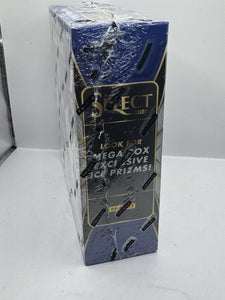 SELECT
LOOK FOR
MEGA BOX
EXCLUSIVE
ICE PRIZMS!